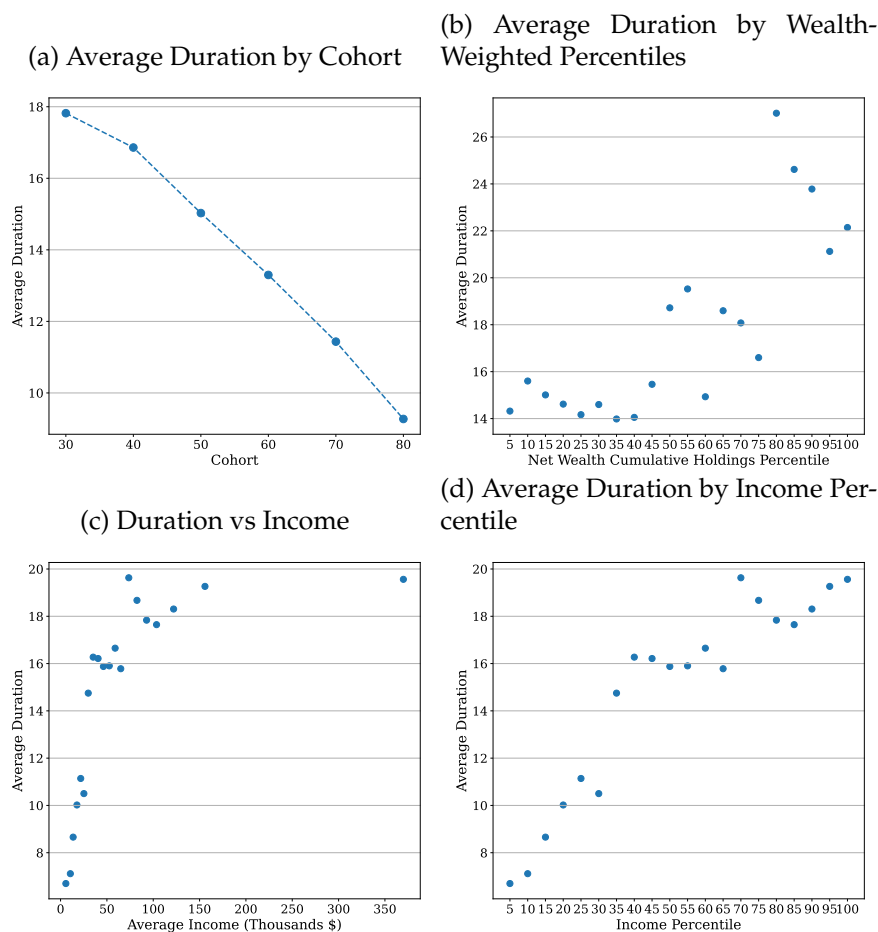 (a) Average Duration by Cohort
18
16
14
12
10
Average Duration
30 40 50 60 70 80
Cohort
(b) Average Duration by Wealth-
Weighted Percentiles
26
24
22
20
18
16
14
Average Duration
5 10 15 20 25 30 35 40 45 50 55 60 65 70 75 80 85 90 95 100
Net Wealth Cumulative Holdings Percentile
(c) Duration vs Income
20
18
16
14
12
10
8
Average Duration
0 50 100 150 200 250 300 350
Average Income (Thousands $)
(d) Average Duration by Income Per-
centile
20
18
16
14
12
10
8
Average Duration
5 10 15 20 25 30 35 40 45 50 55 60 65 70 75 80 85 90 95 100
Income Percentile